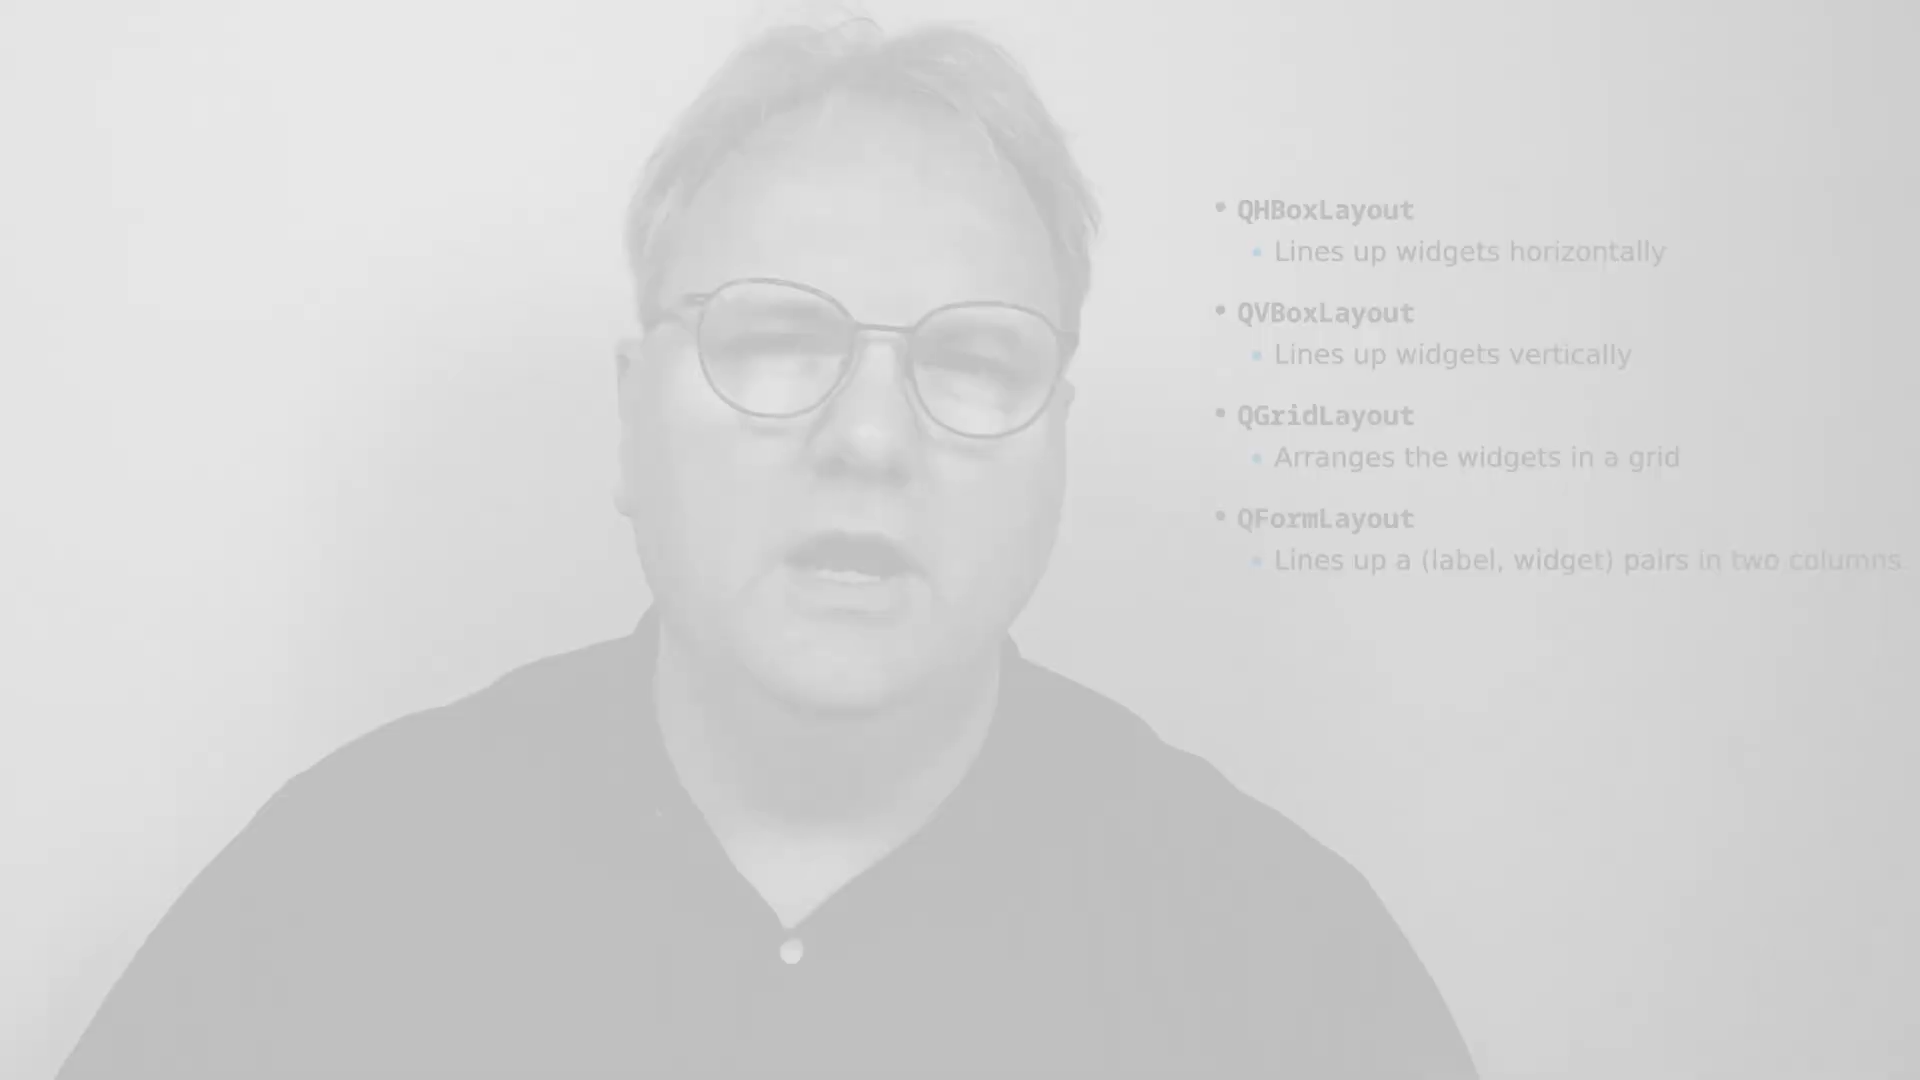 • QHBoxLayout
• Lines up widgets horizontally
• QVBoxLayout
• Lines up widgets vertically
• QGridLayout
• Arranges the widgets in a grid
• QFormLayout
• Lines up a (label, widget) pairs in two columns.